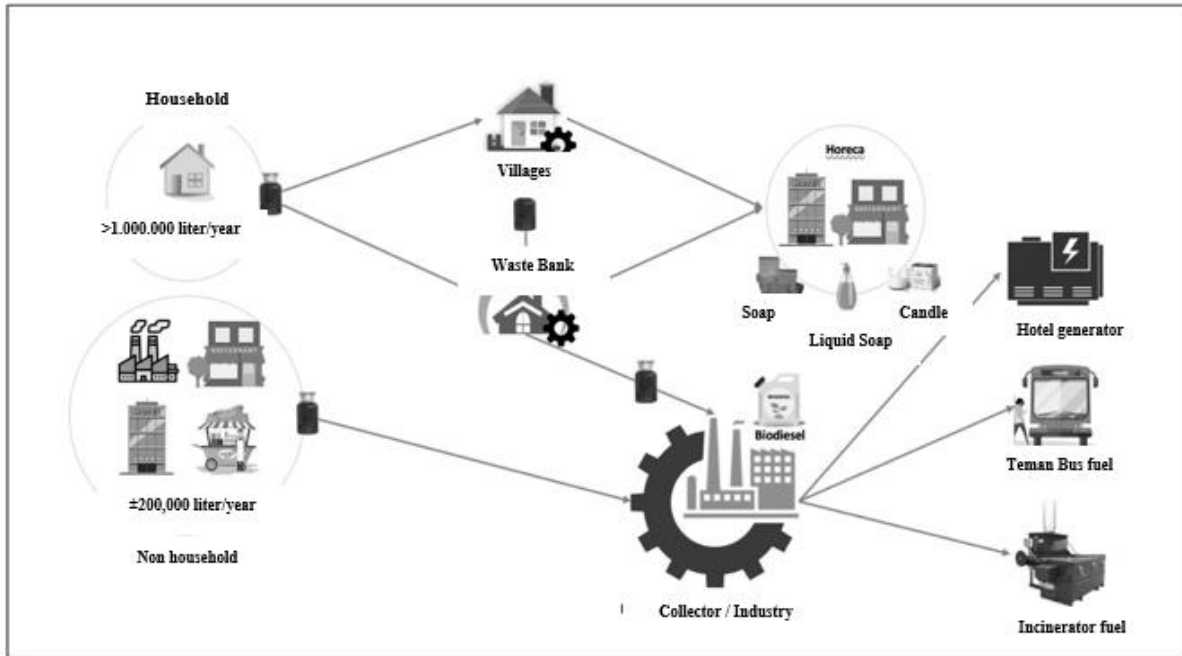 Household
>1.000.000 liter/year
Villages
Waste Bank
Horeca
Soap
Liquid Soap
Candle
Hotel generator
±200,000 liter/year
Non household
Biodiesel
Collector / Industry
Teman Bus fuel
Incinerator fuel